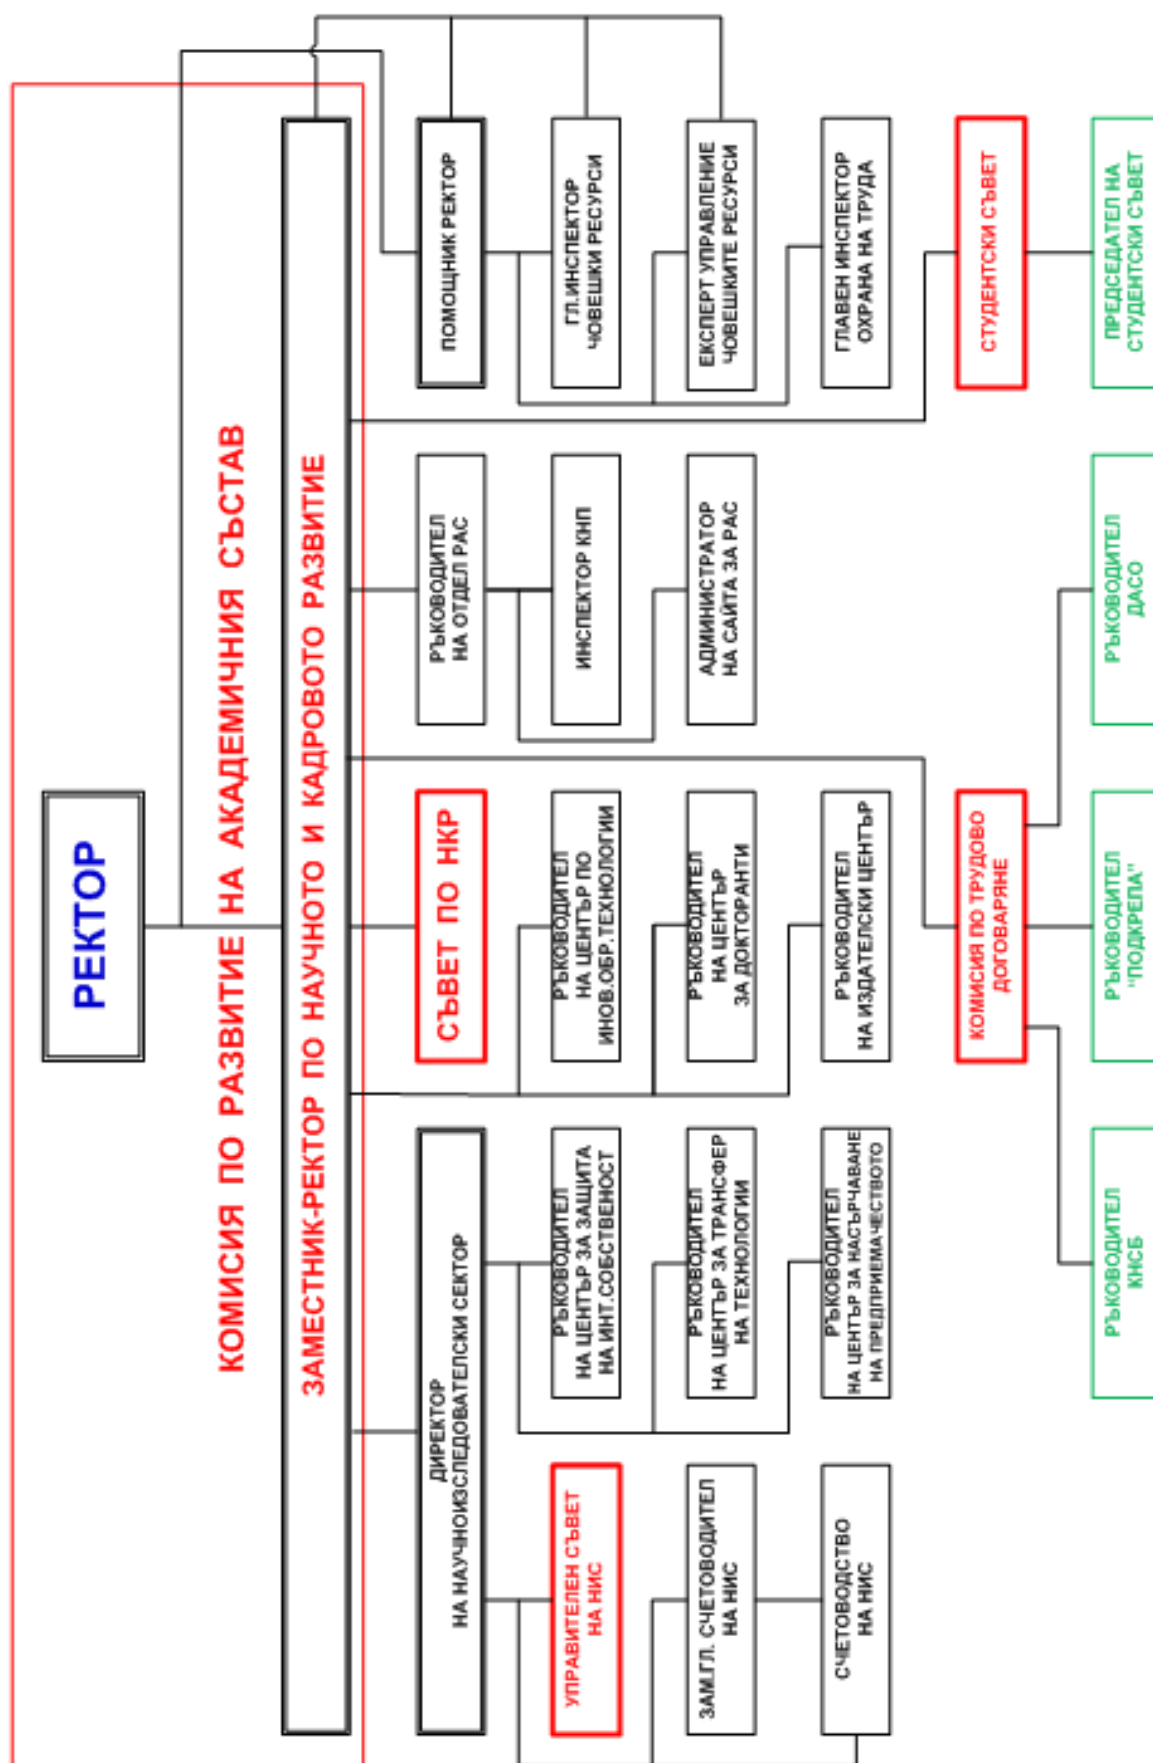 РЕКТОР
КОМИСИЯ ПО РАЗВИТИЕ НА АКАДЕМИЧНИЯ СЪСТАВ
ЗАМЕСТНИК-РЕКТОР ПО НАУЧНОТО И КАДРОВОТО РАЗВИТИЕ
ДИРЕКТОР
НА НАУЧНОИЗСЛЕДОВАТЕЛСКИ СЕКТОР
СЪВЕТ ПО НКР
РЪКОВОДИТЕЛ
НА ОТДЕЛ РАС
ПОМОЩНИК РЕКТОР
УПРАВИТЕЛЕН СЪВЕТ
НА НИС
РЪКОВОДИТЕЛ
НА ЦЕНТЪР ЗА ЗАЩИТА
НА ИНТ.СОБСТВЕНОСТ
РЪКОВОДИТЕЛ
НА ЦЕНТЪР ПО
ИНОВ.ОБР.ТЕХНОЛОГИИ
ИНСПЕКТОР КНП
ГЛ.ИНСПЕКТОР
ЧОВЕШКИ РЕСУРСИ
ЗАМ.ГЛ. СЧЕТОВОДИТЕЛ
НА НИС
РЪКОВОДИТЕЛ
НА ЦЕНТЪР ЗА ТРАНСФЕР
НА ТЕХНОЛОГИИ
РЪКОВОДИТЕЛ
НА ЦЕНТЪР
ЗА ДОКТОРАНТИ
АДМИНИСТРАТОР
НА САЙТА ЗА РАС
ЕКСПЕРТ УПРАВЛЕНИЕ
ЧОВЕШКИТЕ РЕСУРСИ
СЧЕТОВОДСТВО
НА НИС
РЪКОВОДИТЕЛ
НА ЦЕНТЪР ЗА НАСЪРЧАВАНЕ
НА ПРЕДПРИЕМАЧЕСТВОТО
РЪКОВОДИТЕЛ
НА ИЗДАТЕЛСКИ ЦЕНТЪР
ГЛАВЕН ИНСПЕКТОР
ОХРАНА НА ТРУДА
КОМИСИЯ ПО ТРУДОВО
ДОГОВАРЯНЕ
СТУДЕНТСКИ СЪВЕТ
РЪКОВОДИТЕЛ
КНСБ
РЪКОВОДИТЕЛ
"ПОДКРЕПА"
РЪКОВОДИТЕЛ
ДАСО
ПРЕДСЕДАТЕЛ НА
СТУДЕНТСКИ СЪВЕТ